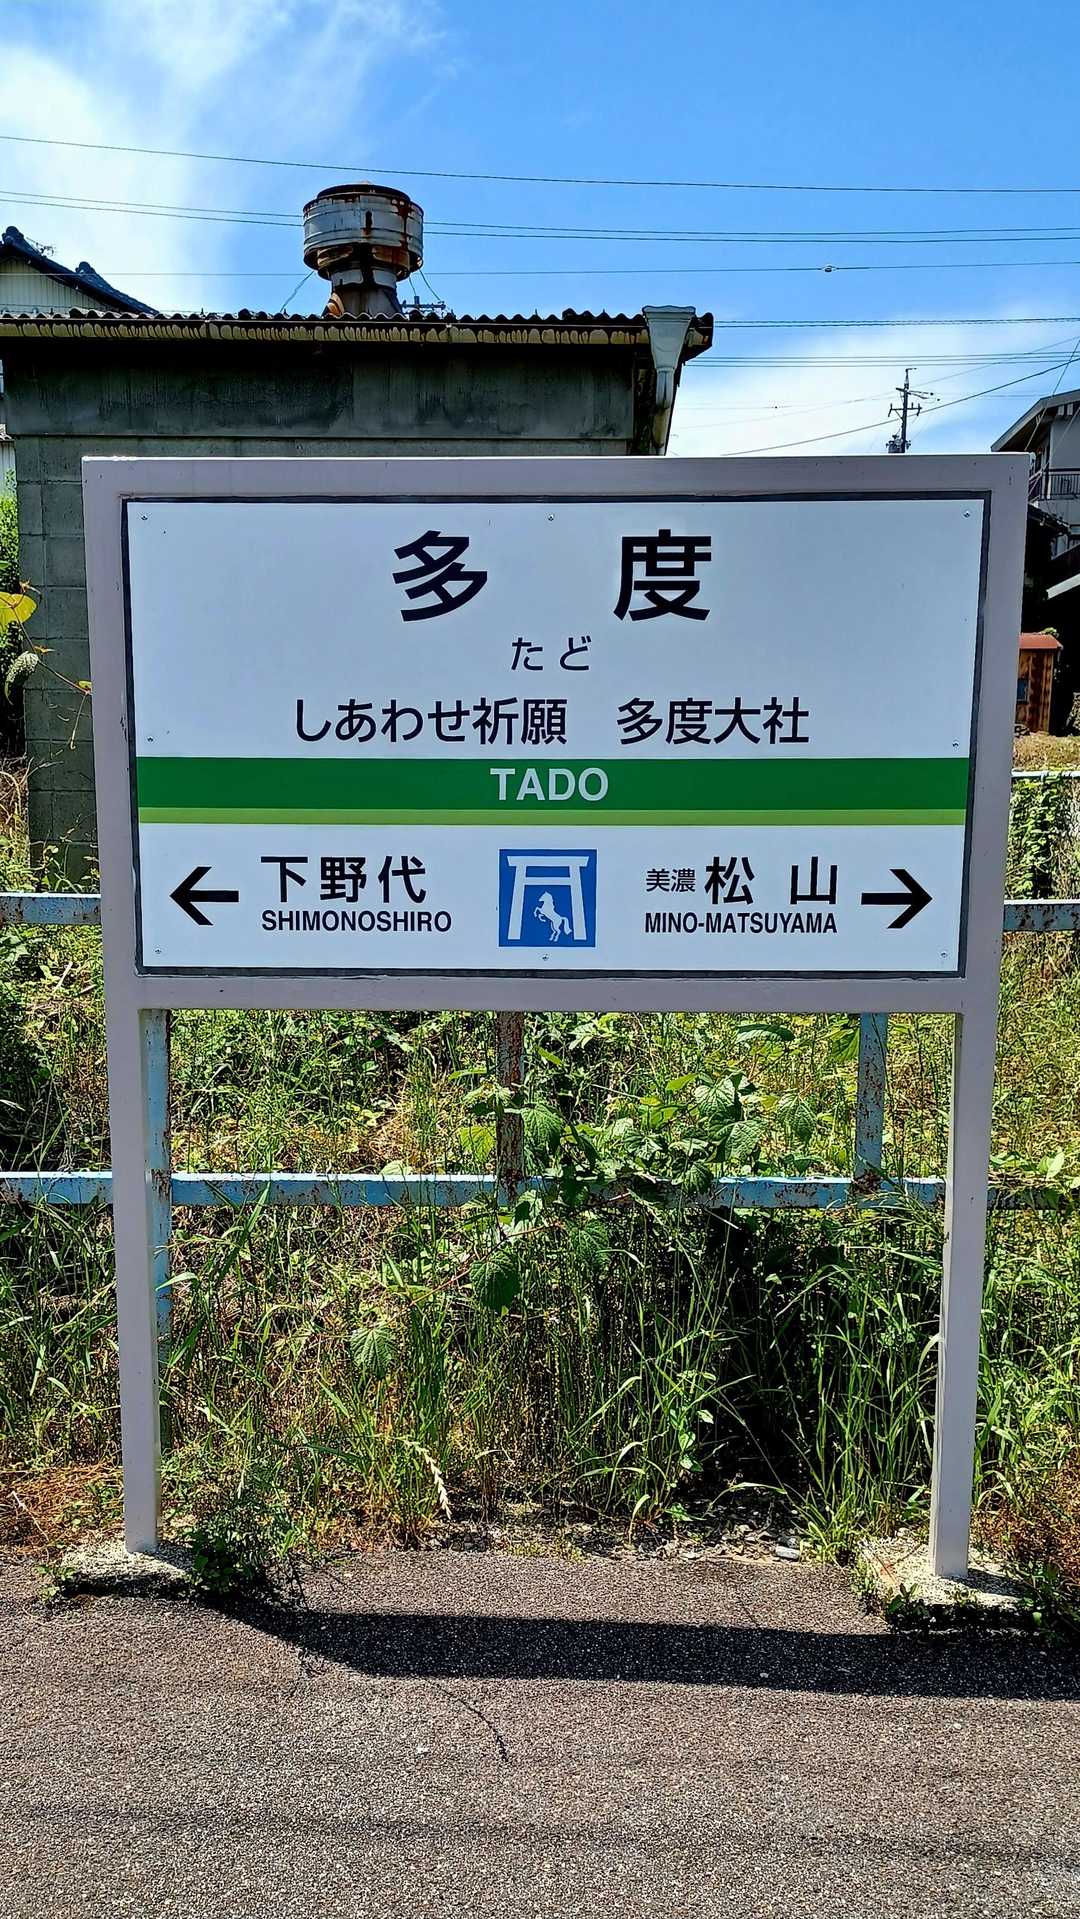 多度
たど
しあわせ祈願 多度大社
TADO
← 下野代 美濃松山 →
SHIMONOSHIRO MINO-MATSUYAMA